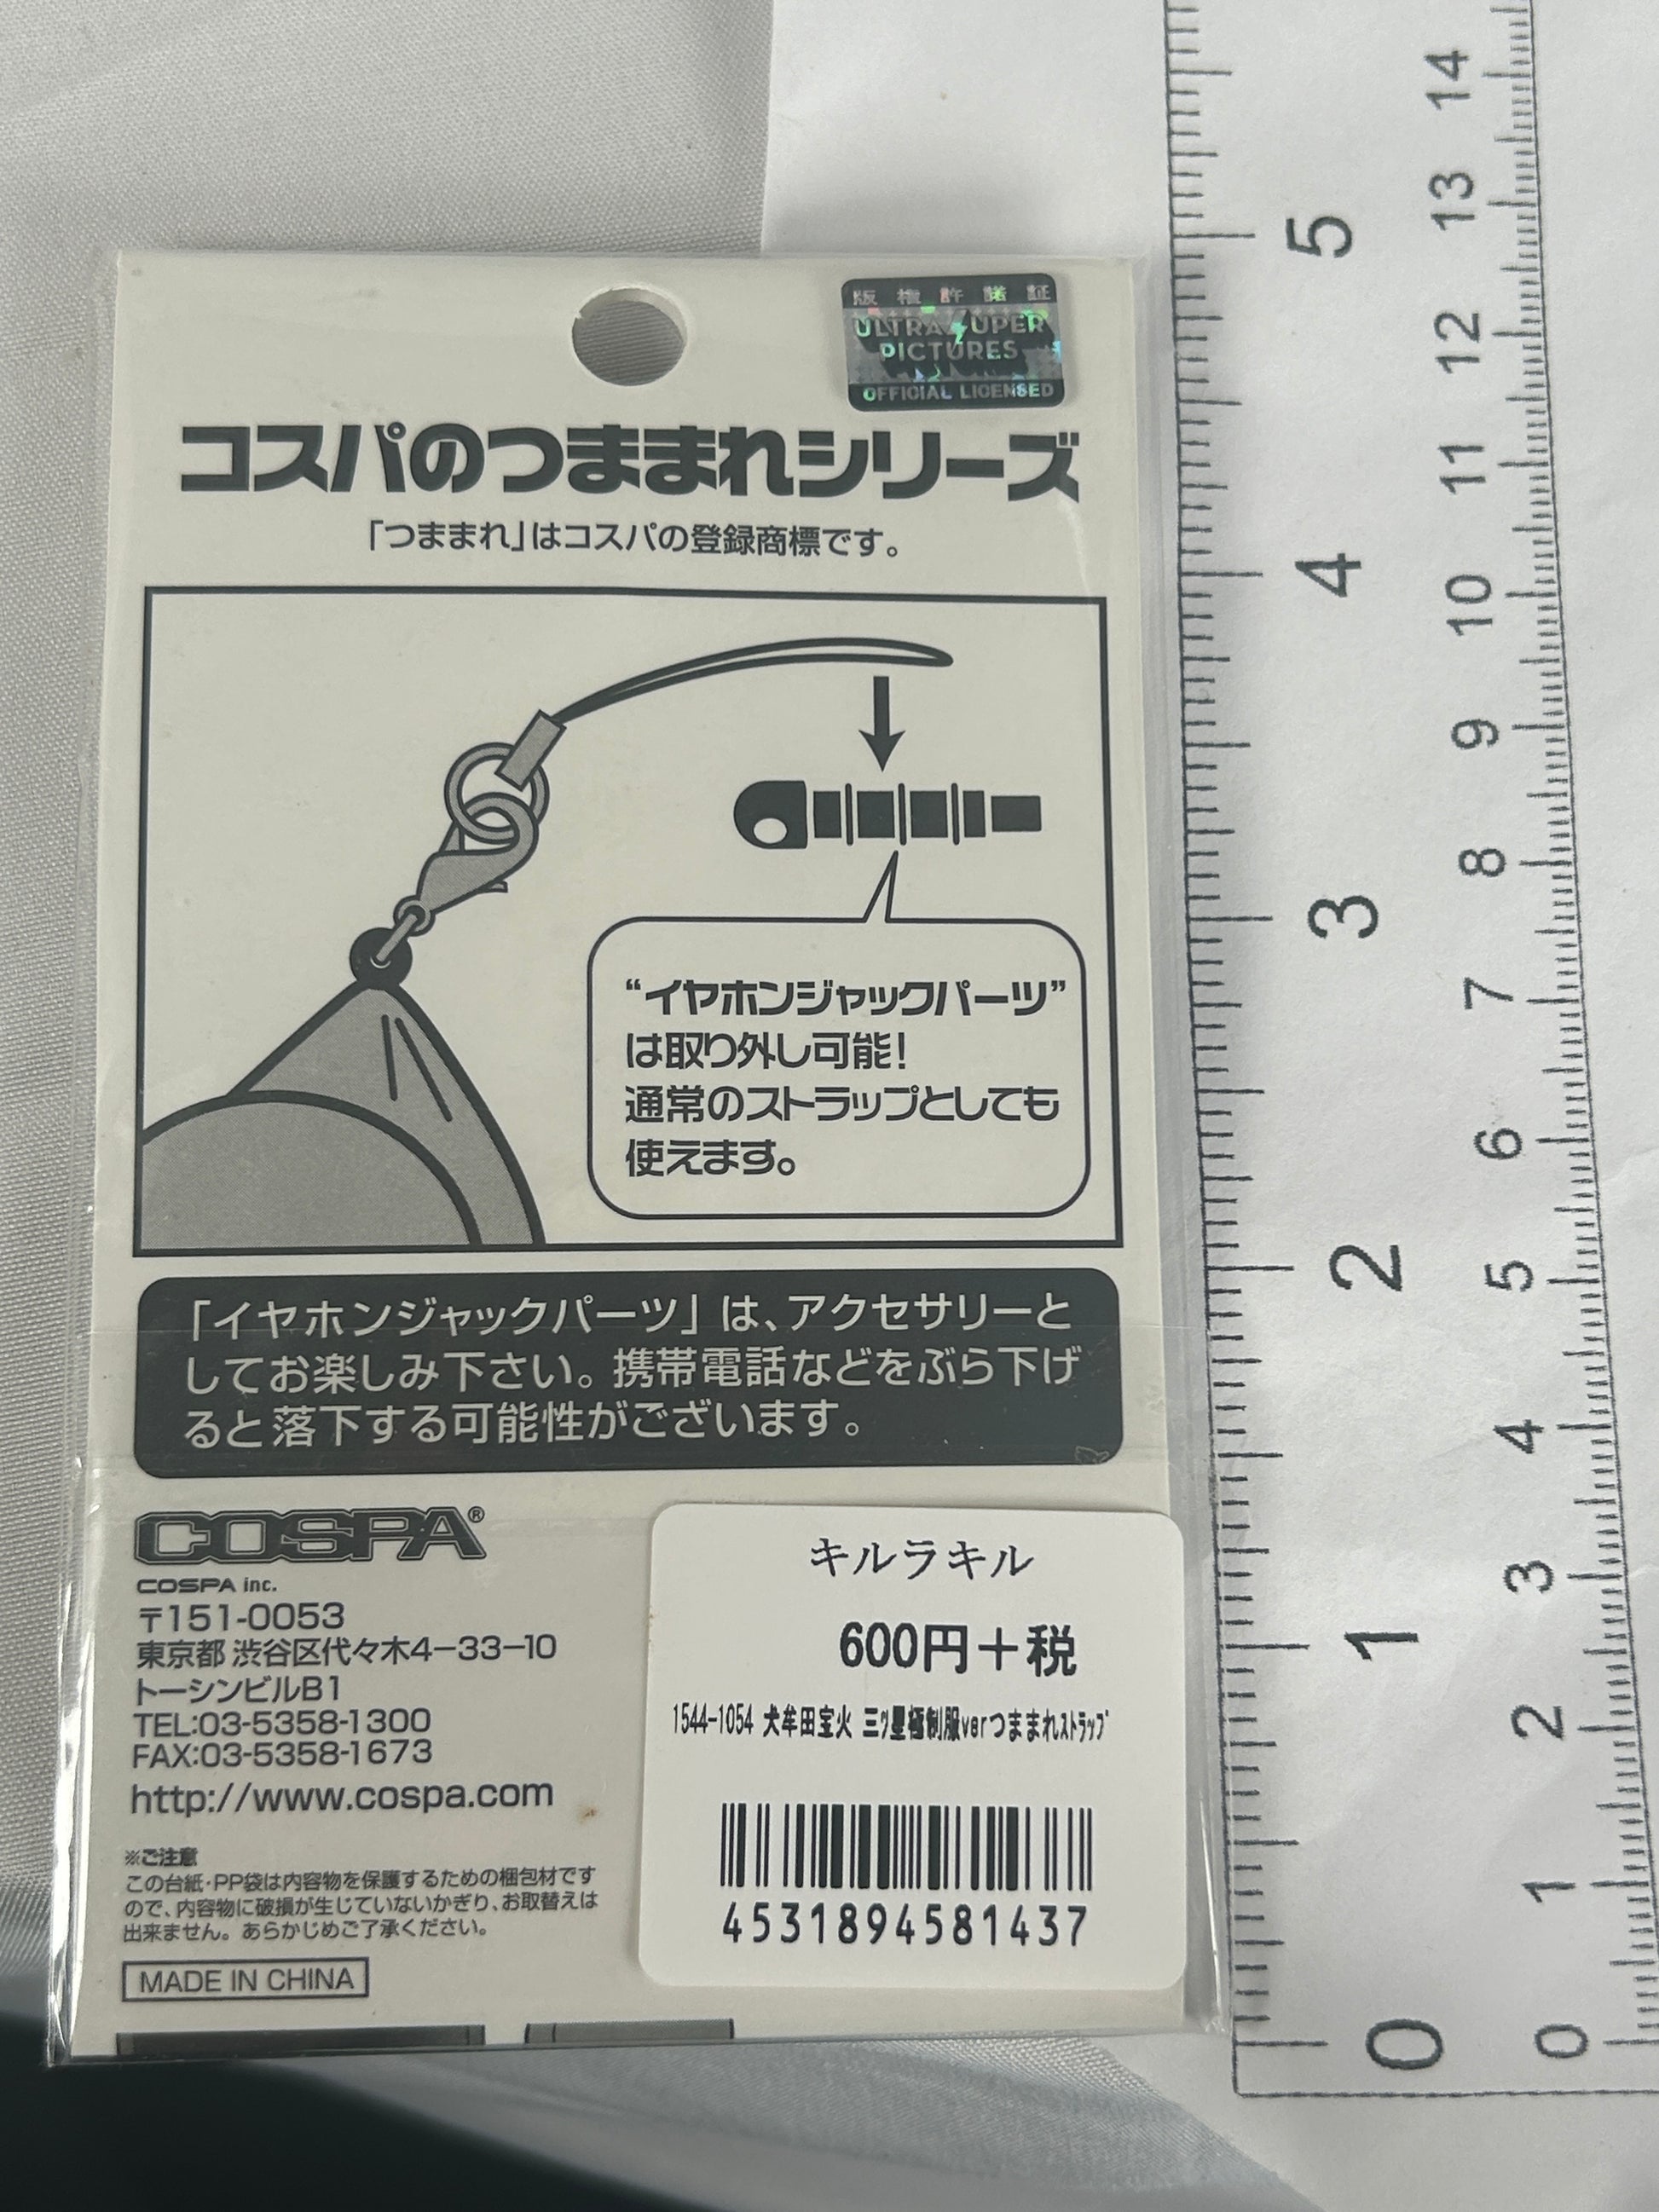 版権許諾証
ULTRA SUPER
PICTURES
OFFICIAL LICENSED
コスパのつままれシリーズ
「つままれ」はコスパの登録商標です。
“イヤホンジャックパーツ”
は取り外し可能!
通常のストラップとしても
使えます。
「イヤホンジャックパーツ」は、アクセサリーと
してお楽しみ下さい。携帯電話などをぶら下げ
ると落下する可能性がございます。
COSPA®
COSPA inc.
〒151-0053
東京都 渋谷区代々木4-33-10
トーシンビルB1
TEL:03-5358-1300
FAX:03-5358-1673
http://www.cospa.com
※ご注意
この台紙・PP袋は内容物を保護するための梱包材です
ので、内容物に破損が生じていないかぎり、お取替えは
出来ません。あらかじめご了承ください。
MADE IN CHINA
キルラキル
600円+税
1544-1054 犬牟田宝火 三ツ星極制服verつままれストラップ
4531894581437
5
4
3
2
1
0
14
13
12
11
10
9
8
7
6
5
4
3
2
1
0